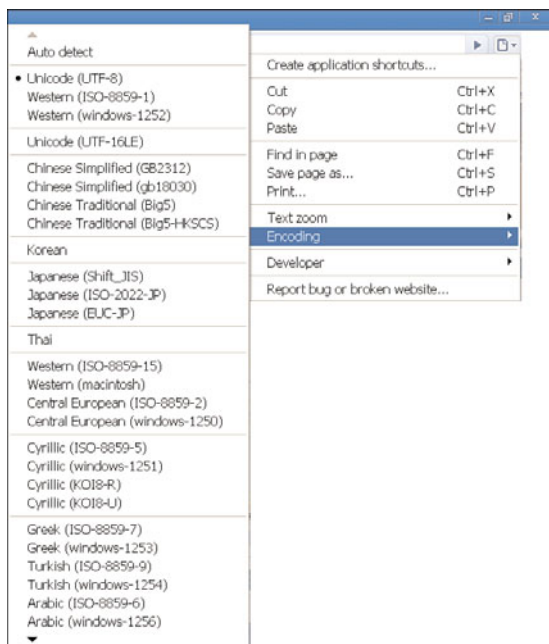 Auto detect
Unicode (UTF-8)
Western (ISO-8859-1)
Western (windows-1252)
Unicode (UTF-16LE)
Chinese Simplified (GB2312)
Chinese Simplified (gb18030)
Chinese Traditional (Big5)
Chinese Traditional (Big5-HKSCS)
Korean
Japanese (Shift_JIS)
Japanese (ISO-2022-JP)
Japanese (EUC-JP)
Thai
Western (ISO-8859-15)
Western (macintosh)
Central European (ISO-8859-2)
Central European (windows-1250)
Cyrillic (ISO-8859-5)
Cyrillic (windows-1251)
Cyrillic (KOI8-R)
Cyrillic (KOI8-U)
Greek (ISO-8859-7)
Greek (windows-1253)
Turkish (ISO-8859-9)
Turkish (windows-1254)
Arabic (ISO-8859-6)
Arabic (windows-1256)
Create application shortcuts...
Cut Ctrl+X
Copy Ctrl+C
Paste Ctrl+V
Find in page Ctrl+F
Save page as... Ctrl+S
Print... Ctrl+P
Text zoom
Encoding
Developer
Report bug or broken website...